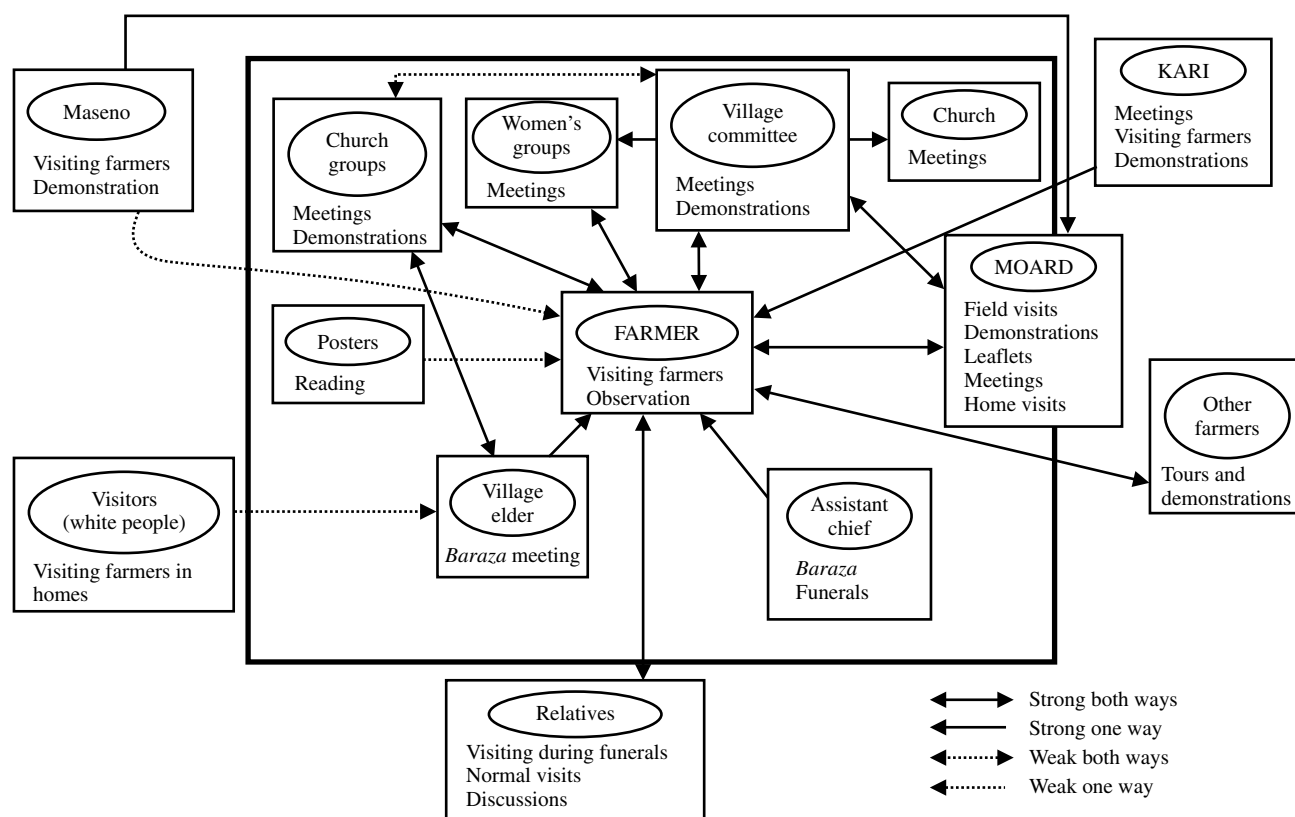 Maseno
Visiting farmers
Demonstration
Church
groups
Meetings
Demonstrations
Women's
groups
Meetings
Village
committee
Meetings
Demonstrations
Church
Meetings
KARI
Meetings
Visiting farmers
Demonstrations
MOARD
Field visits
Demonstrations
Leaflets
Meetings
Home visits
Posters
Reading
FARMER
Visiting farmers
Observation
Other
farmers
Tours and
demonstrations
Visitors
(white people)
Visiting farmers in
homes
Village
elder
Baraza meeting
Assistant
chief
Baraza
Funerals
Relatives
Visiting during funerals
Normal visits
Discussions
Strong both ways
Strong one way
Weak both ways
Weak one way